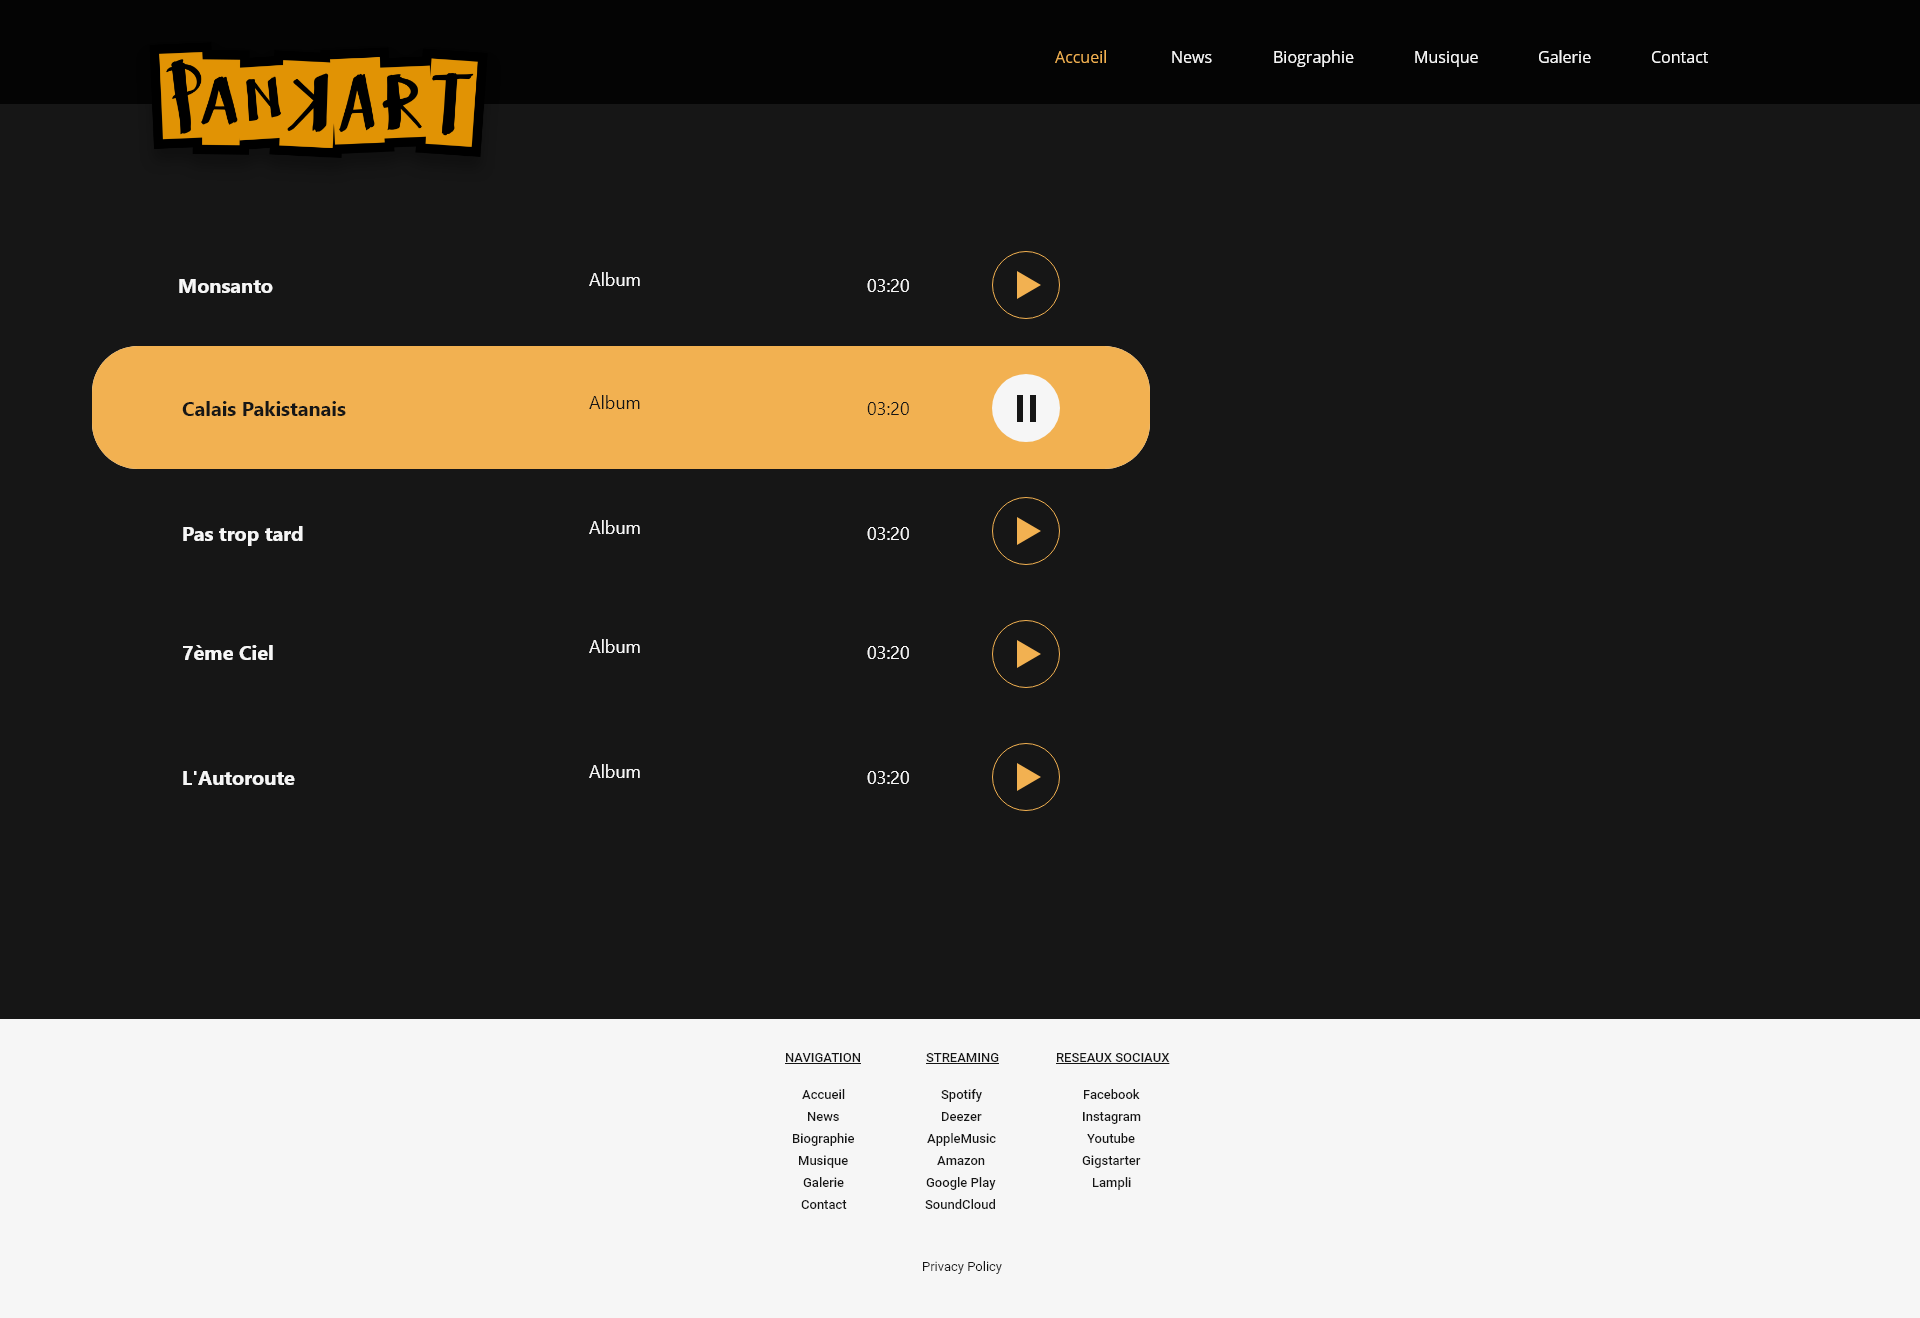 PANKART
Accueil News Biographie Musique Galerie Contact
Monsanto Album 03:20
Calais Pakistanais Album 03:20
Pas trop tard Album 03:20
7ème Ciel Album 03:20
L'Autoroute Album 03:20
NAVIGATION STREAMING RESEAUX SOCIAUX
Accueil Spotify Facebook
News Deezer Instagram
Biographie AppleMusic Youtube
Musique Amazon Gigstarter
Galerie Google Play Lampli
Contact SoundCloud
Privacy Policy